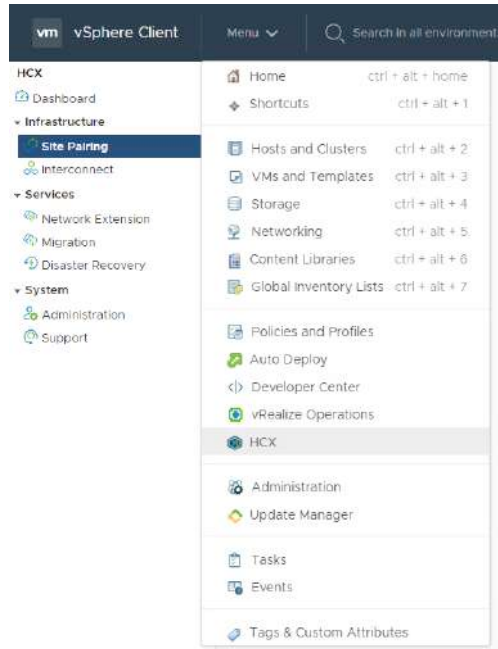 vm vSphere Client Menu Search in all environment
HCX
Dashboard
Infrastructure
Site Pairing
Interconnect
Services
Network Extension
Migration
Disaster Recovery
System
Administration
Support
Home ctrl + alt + home
Shortcuts ctrl + alt + 1
Hosts and Clusters ctrl + alt + 2
VMs and Templates ctrl + alt + 3
Storage ctrl + alt + 4
Networking ctrl + alt + 5
Content Libraries ctrl + alt + 6
Global Inventory Lists ctrl + alt + 7
Policies and Profiles
Auto Deploy
Developer Center
vRealize Operations
HCX
Administration
Update Manager
Tasks
Events
Tags & Custom Attributes